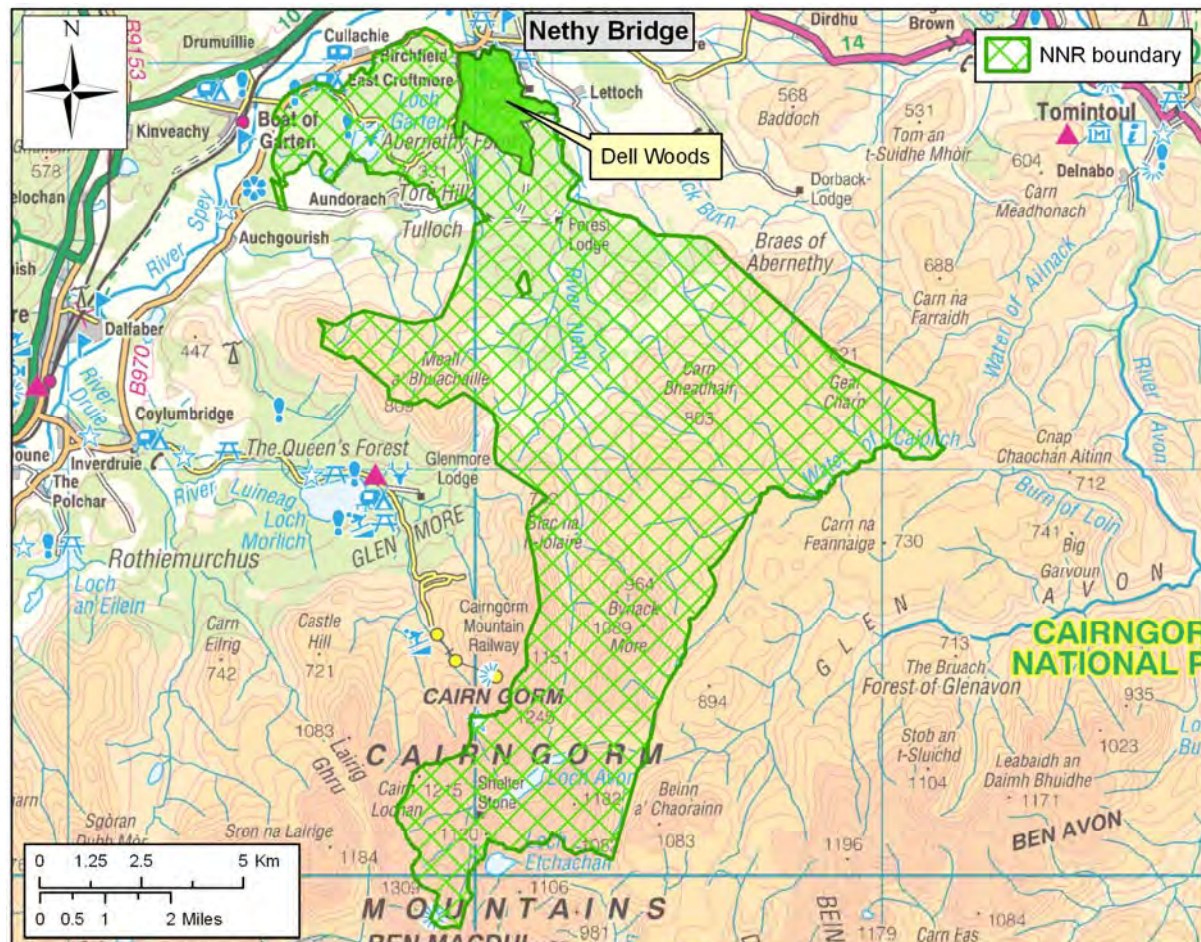 N
B9153
10
Drumuillie
Cullachie
Birchfield
Nethy Bridge
Dirdhu
Brown
14
NNR boundary
East Croftmore
Lettoch
Kinveachy
Boat of
Garten
Loch
Garten
Abernethy
568
Baddoch
531
Tom an
t-Suidhe Mhòir
Tomintoul
Dell Woods
578
331
Tore Hill
604
Carn
Meadhonach
Delnabo
Aundorach
Dorback
Lodge
Auchgourish
Tulloch
Forest
Lodge
Burn
Braes of
Abernethy
River Spey
688
Carn na
Farraidh
Water of Ailnack
River Nethy
Dalfaber
447
B970
River
Druie
Meall
a' Bhuachaille
Carn
Bheadhair
803
Geal
Charn
River Avon
Coylumbridge
The Queen's Forest
Glenmore
Lodge
Water of Caiplich
Cnap
Chaochan Aitinn
712
Inverdruie
The
Polchar
River Luineag
Loch
Morlich
GLEN MORE
Burn of Loin
Rothiemurchus
Carn na
Feannaige
730
741
Big
Garvoun
Loch
an Eilein
964
Bynack
More
Carn
Eilrig
742
Castle
Hill
721
Cairngorm
Mountain
Railway
1151
GLEN AVON
CAIRN GORM
894
713
The Bruach
Forest of Glenavon
CAIRNGOR
NATIONAL P
935
1245
1083
Lairig
Ghru
CAIRNGORM
Stob an
t-Sluichd
1104
1023
Cairn
Lochan
1215
Shelter
Stone
Loch Avon
1182
Beinn
a' Chaorainn
1083
Leabaidh an
Daimh Bhuidhe
1171
Sgòran
Dubh Mòr
Sron na Lairige
1184
Loch
Etchachan
1196
BEN AVON
1309
1106
MOUNTAINS
BEN MACDUI
981
1179
1084
Carn Eas
0 1.25 2.5 5 Km
0 0.5 1 2 Miles